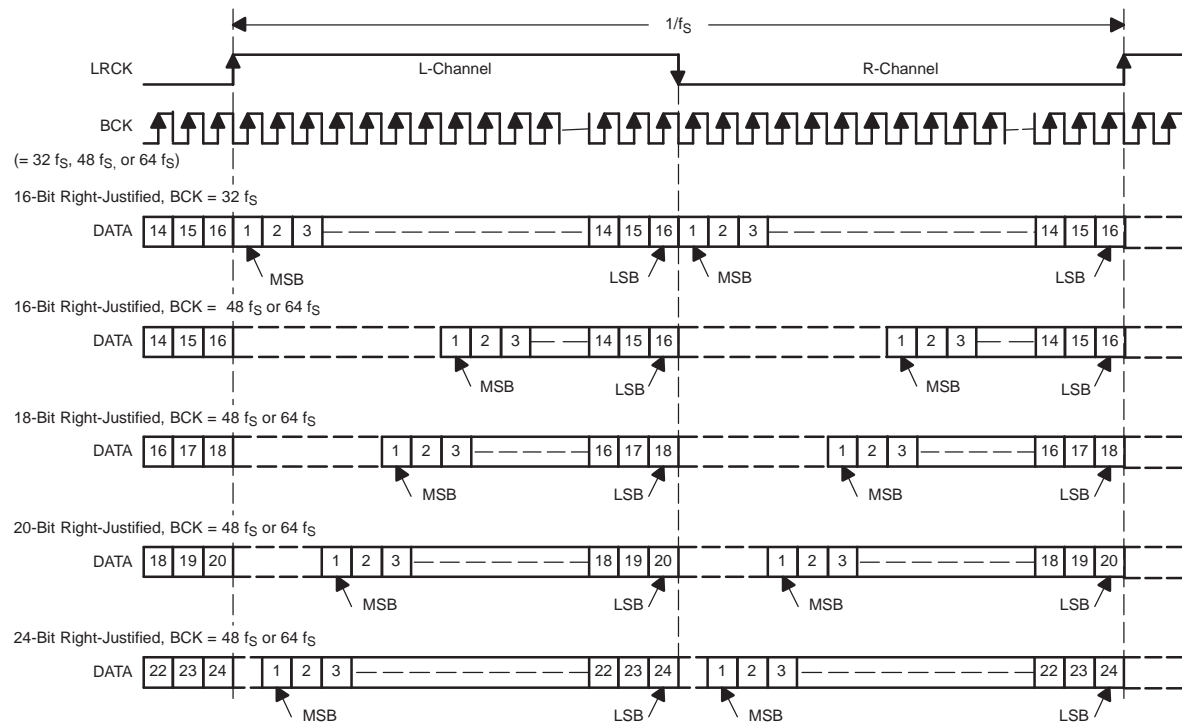 1/fS
LRCK L-Channel R-Channel
BCK
(= 32 fS, 48 fS, or 64 fS)
16-Bit Right-Justified, BCK = 32 fS
DATA 14 15 16 1 2 3 14 15 16 1 2 3 14 15 16
MSB LSB MSB LSB
16-Bit Right-Justified, BCK = 48 fS or 64 fS
DATA 14 15 16 1 2 3 14 15 16 1 2 3 14 15 16
MSB LSB MSB LSB
18-Bit Right-Justified, BCK = 48 fS or 64 fS
DATA 16 17 18 1 2 3 16 17 18 1 2 3 16 17 18
MSB LSB MSB LSB
20-Bit Right-Justified, BCK = 48 fS or 64 fS
DATA 18 19 20 1 2 3 18 19 20 1 2 3 18 19 20
MSB LSB MSB LSB
24-Bit Right-Justified, BCK = 48 fS or 64 fS
DATA 22 23 24 1 2 3 22 23 24 1 2 3 22 23 24
MSB LSB MSB LSB